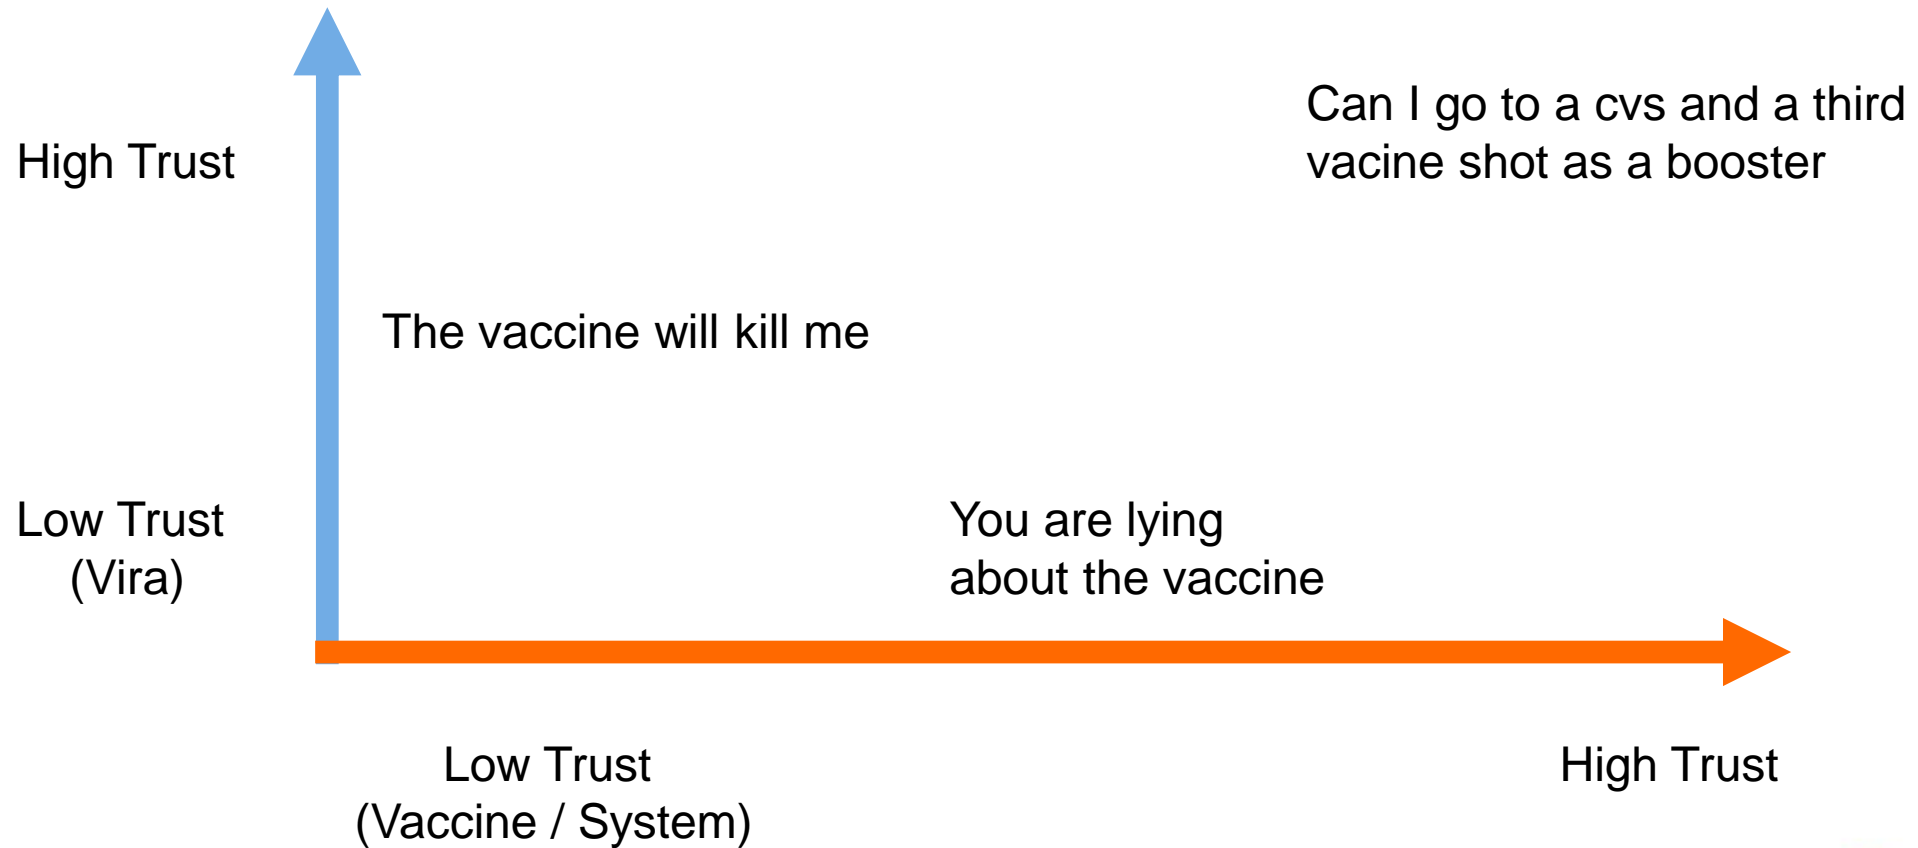 Can I go to a cvs and a third
vacine shot as a booster
High Trust
The vaccine will kill me
Low Trust
(Vira)
You are lying
about the vaccine
Low Trust
(Vaccine / System)
High Trust